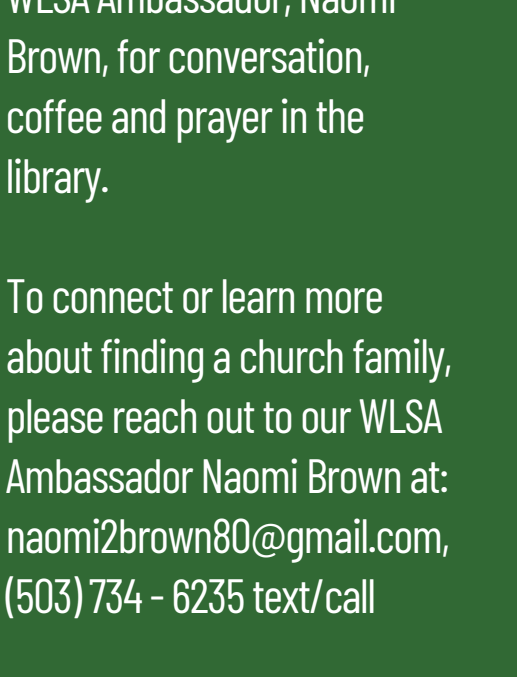 WLSA Ambassador, Naomi
Brown, for conversation,
coffee and prayer in the
library.
To connect or learn more
about finding a church family,
please reach out to our WLSA
Ambassador Naomi Brown at:
naomi2brown80@gmail.com,
(503) 734 - 6235 text/call